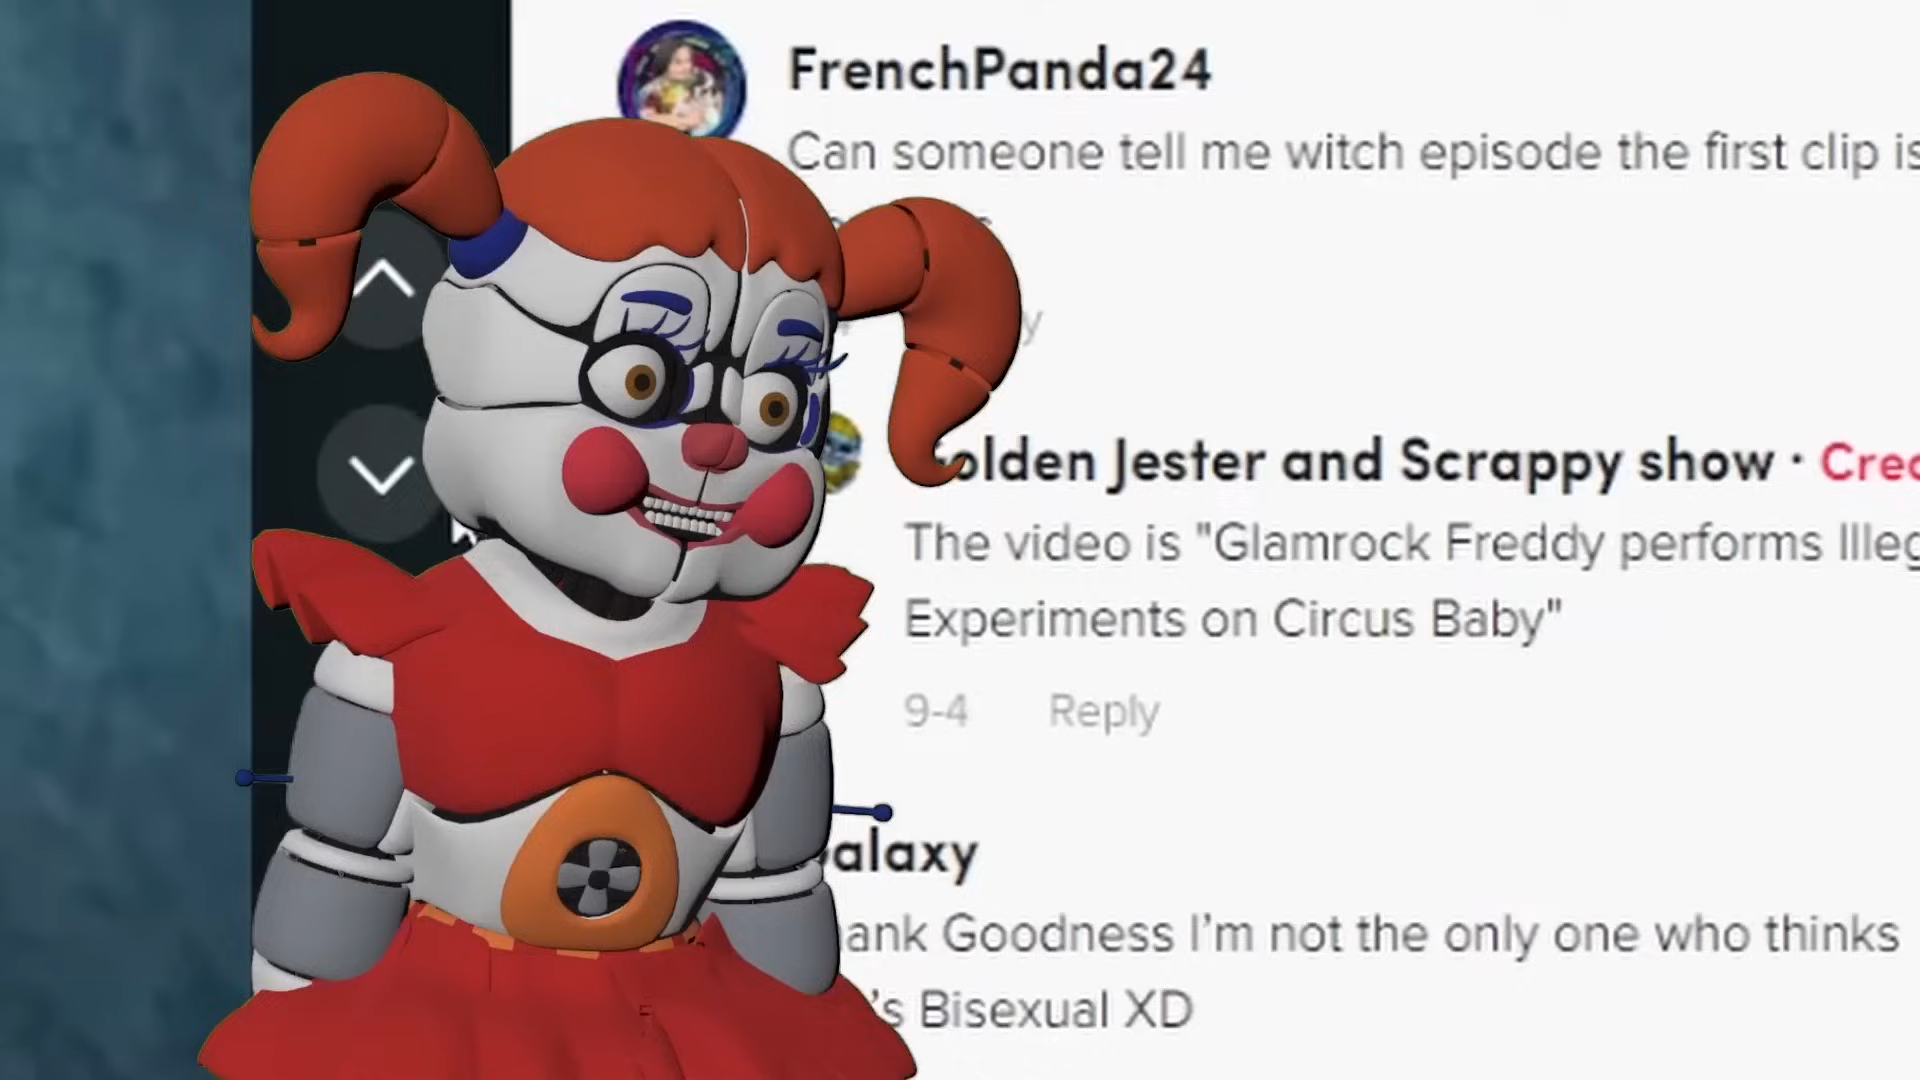 FrenchPanda24
Can someone tell me witch episode the first clip is
olden Jester and Scrappy show · Crea
The video is "Glamrock Freddy performs Illeg
Experiments on Circus Baby"
9-4 Reply
alaxy
ank Goodness I'm not the only one who thinks
's Bisexual XD